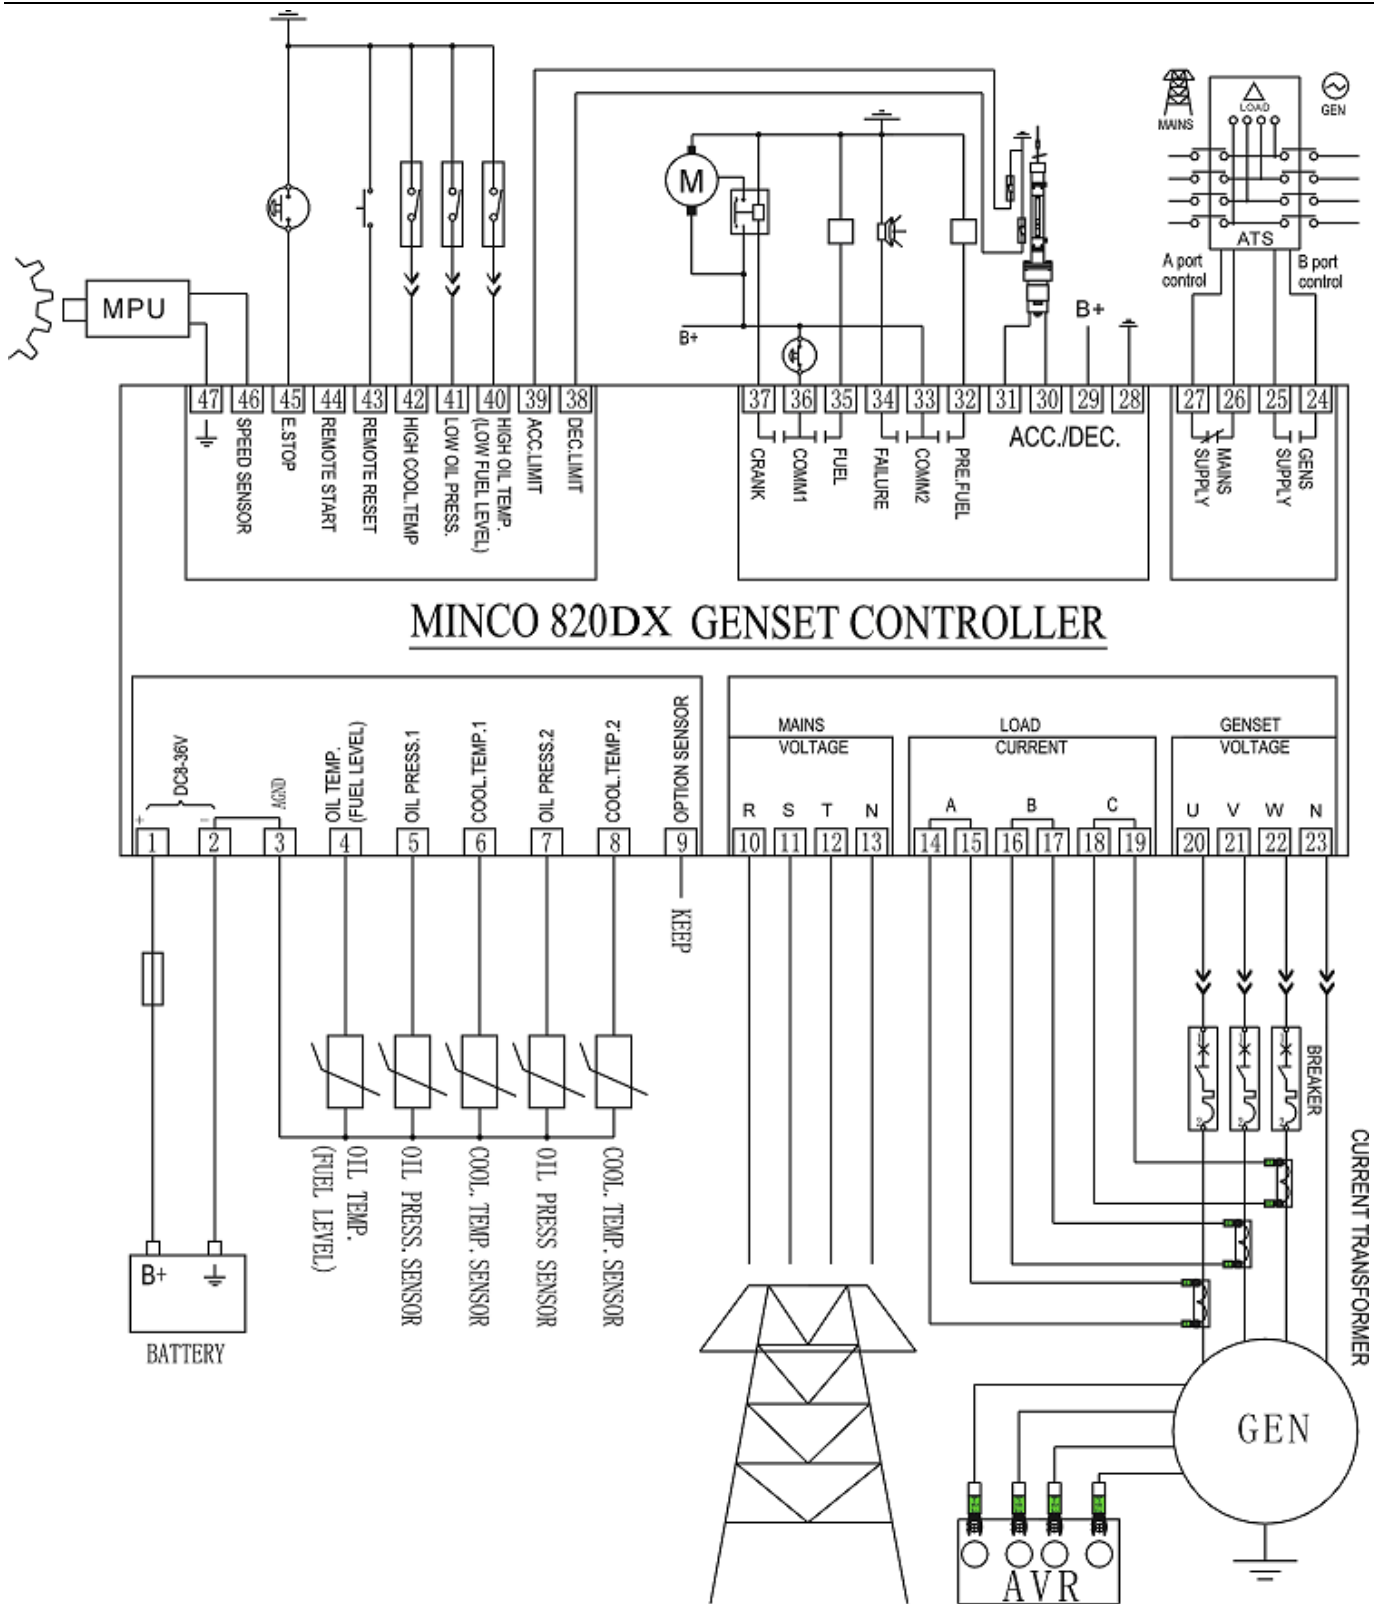 MAINS
LOAD
GEN
ATS
A port
control
B port
control
M
B+
B+
MPU
47
46
45
44
43
42
41
40
39
38
37
36
35
34
33
32
31
30
29
28
27
26
25
24
SPEED SENSOR
E.STOP
REMOTE START
REMOTE RESET
HIGH COOL.TEMP
LOW OIL PRESS.
HIGH OIL TEMP.
(LOW FUEL LEVEL)
ACC.LIMIT
DEC.LIMIT
CRANK
COMM1
FUEL
FAILURE
COMM2
PRE.FUEL
ACC./DEC.
MAINS
SUPPLY
GENS
SUPPLY
MINCO 820DX GENSET CONTROLLER
DC8-36V
+
−
AGND
OIL TEMP.
(FUEL LEVEL)
OIL PRESS.1
COOL.TEMP.1
OIL PRESS.2
COOL.TEMP.2
OPTION SENSOR
MAINS
VOLTAGE
LOAD
CURRENT
GENSET
VOLTAGE
R S T N
A B C
U V W N
1
2
3
4
5
6
7
8
9
10
11
12
13
14
15
16
17
18
19
20
21
22
23
KEEP
BREAKER
CURRENT TRANSFORMER
OIL TEMP.
(FUEL LEVEL)
OIL PRESS. SENSOR
COOL. TEMP. SENSOR
OIL PRESS SENSOR
COOL. TEMP. SENSOR
B+
BATTERY
GEN
AVR